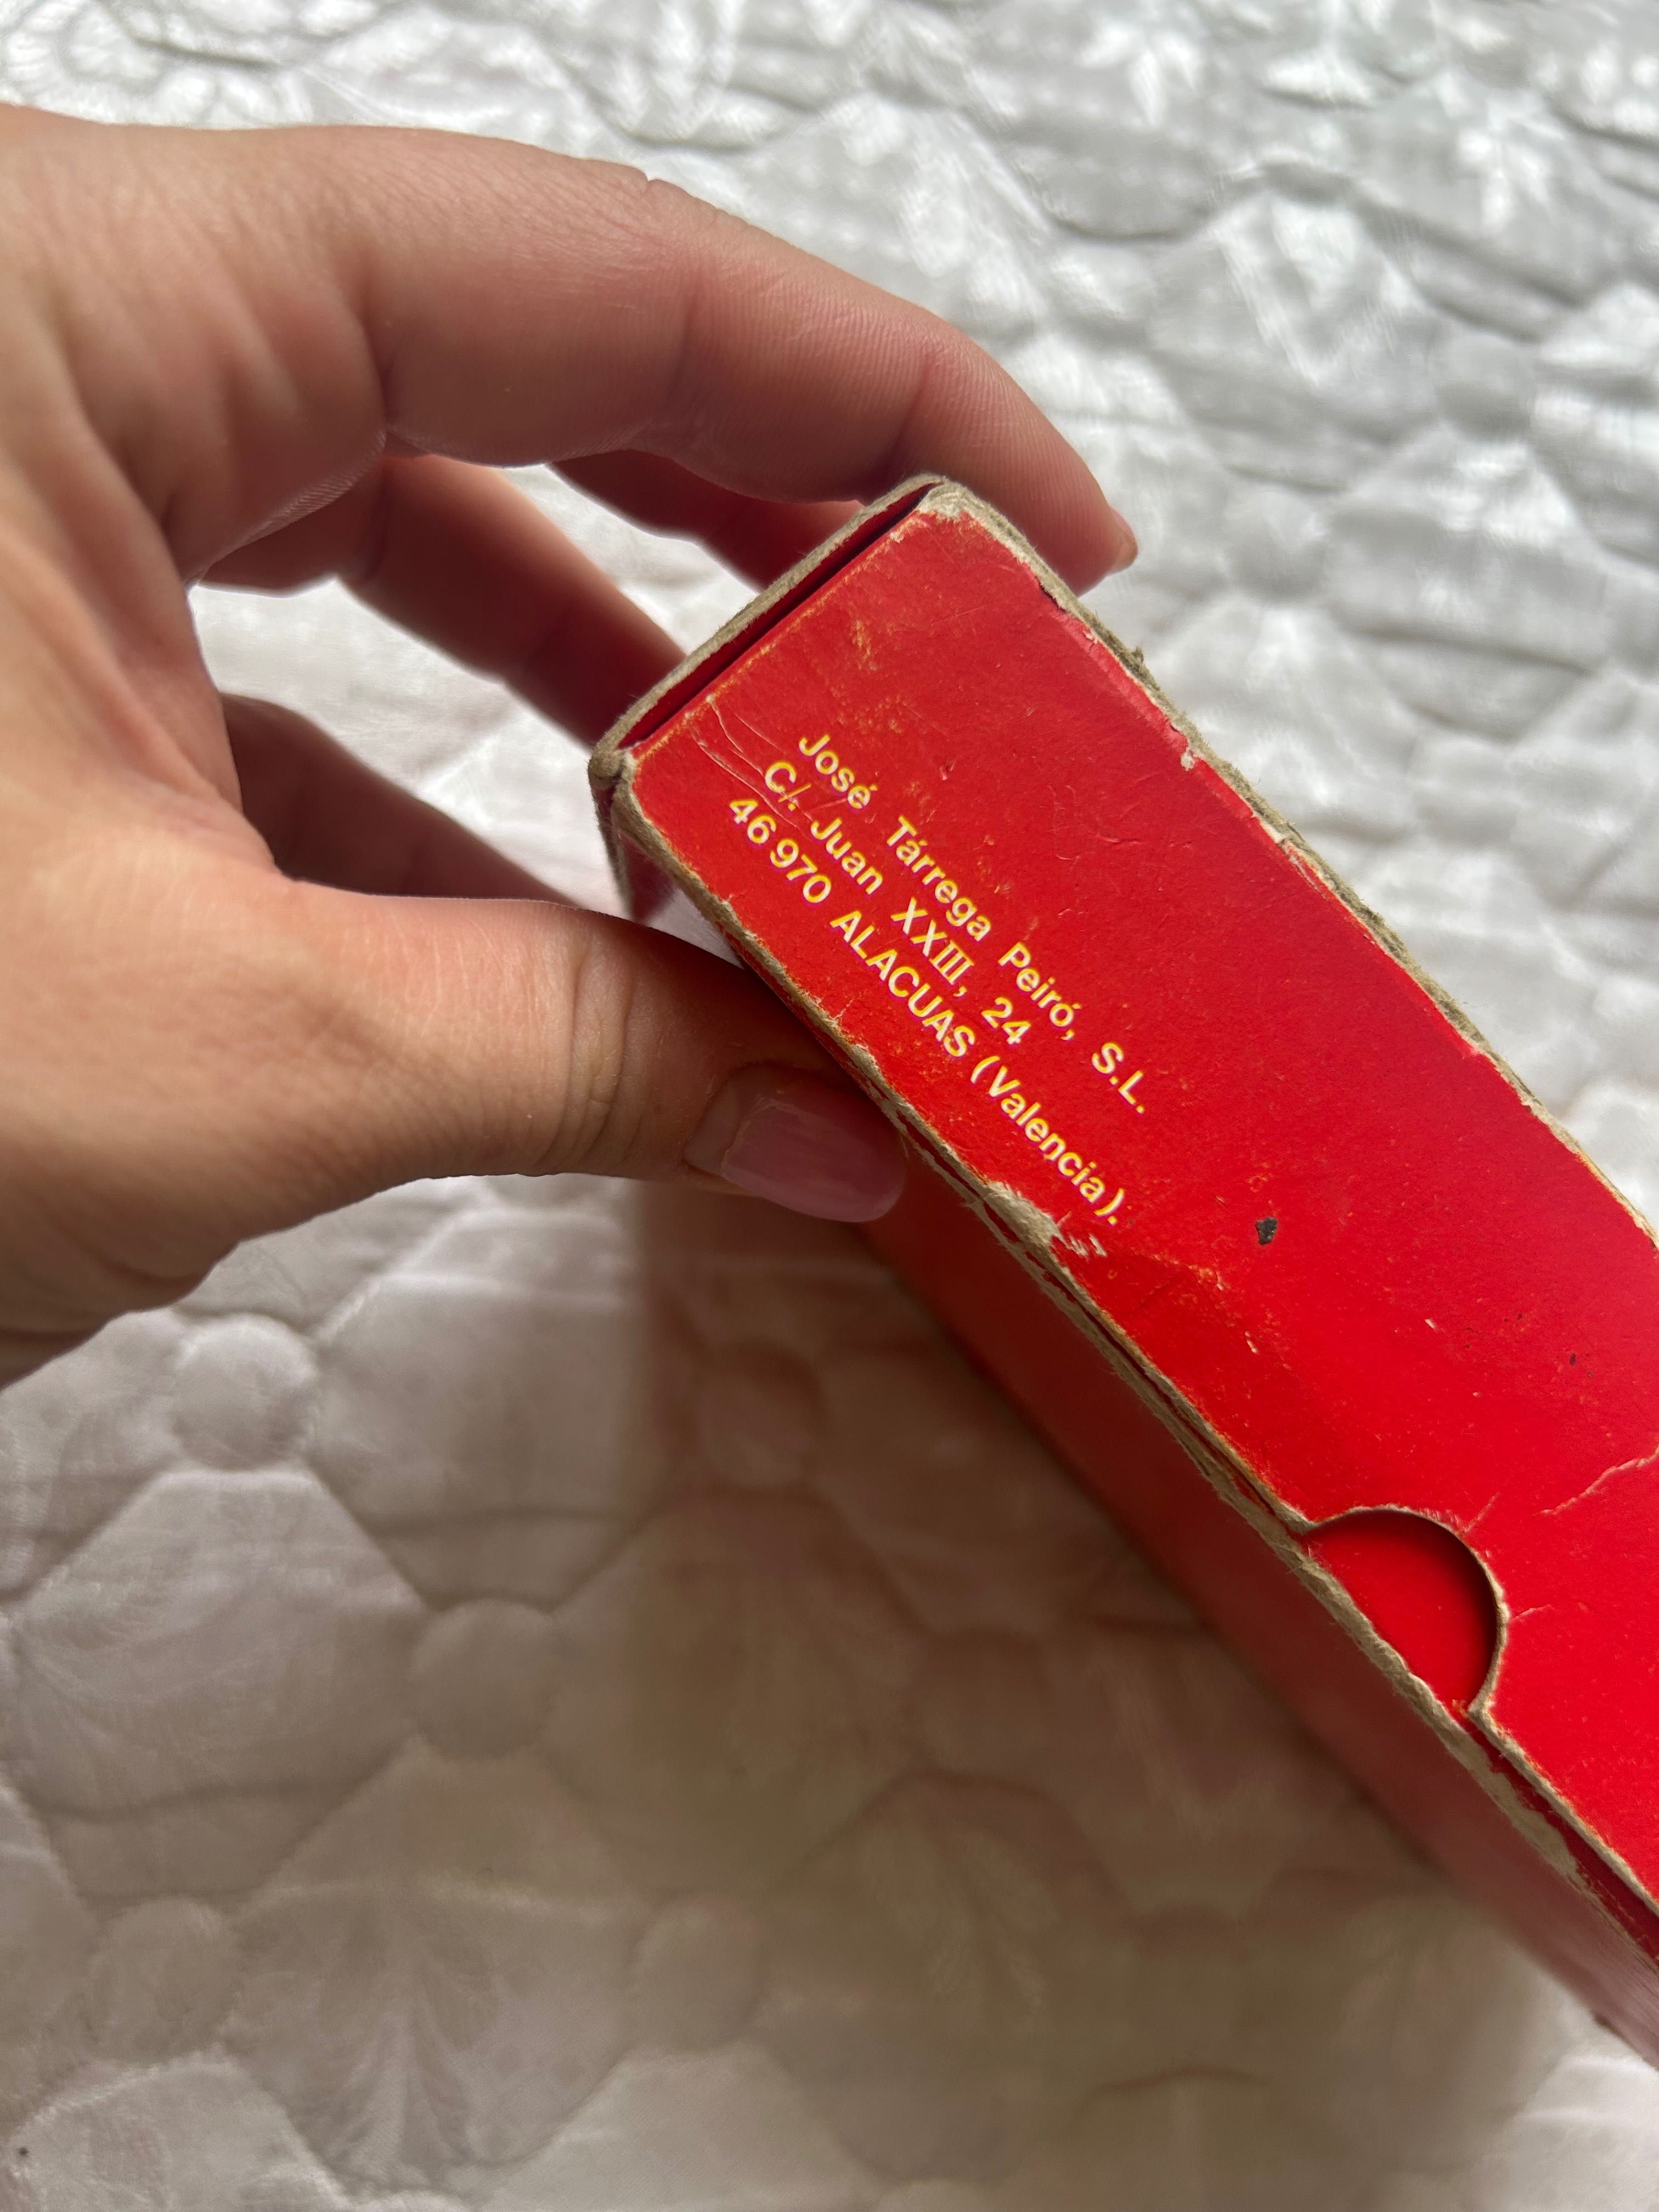 José Tárrega Peiró, S.L.
C/. Juan XXIII, 24
46970 ALACUAS (Valencia).